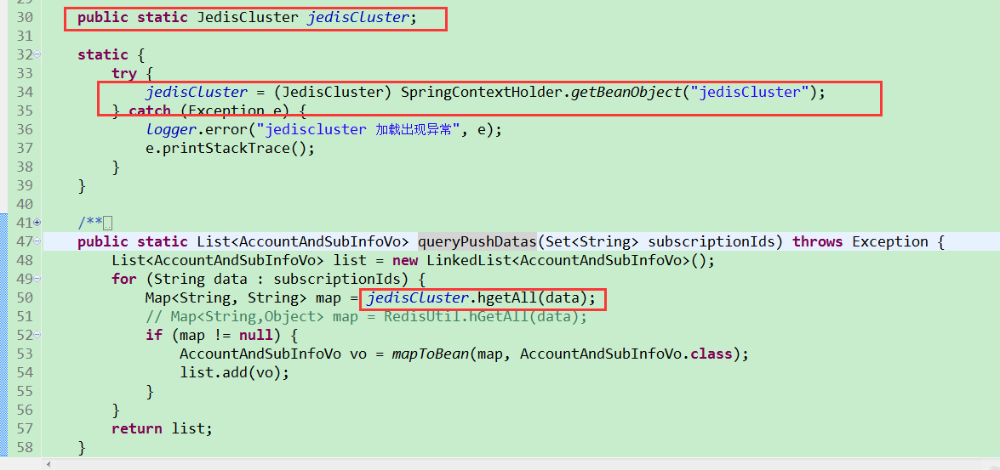 29
30 public static JedisCluster jedisCluster;
31
32 static {
33 try {
34 jedisCluster = (JedisCluster) SpringContextHolder.getBeanObject("jedisCluster");
35 } catch (Exception e) {
36 logger.error("jediscluster 加载出现异常", e);
37 e.printStackTrace();
38 }
39 }
40
41 /**
47 public static List<AccountAndSubInfoVo> queryPushDatas(Set<String> subscriptionIds) throws Exception {
48 List<AccountAndSubInfoVo> list = new LinkedList<AccountAndSubInfoVo>();
49 for (String data : subscriptionIds) {
50 Map<String, String> map = jedisCluster.hgetAll(data);
51 // Map<String,Object> map = RedisUtil.hGetAll(data);
52 if (map != null) {
53 AccountAndSubInfoVo vo = mapToBean(map, AccountAndSubInfoVo.class);
54 list.add(vo);
55 }
56 }
57 return list;
58 }